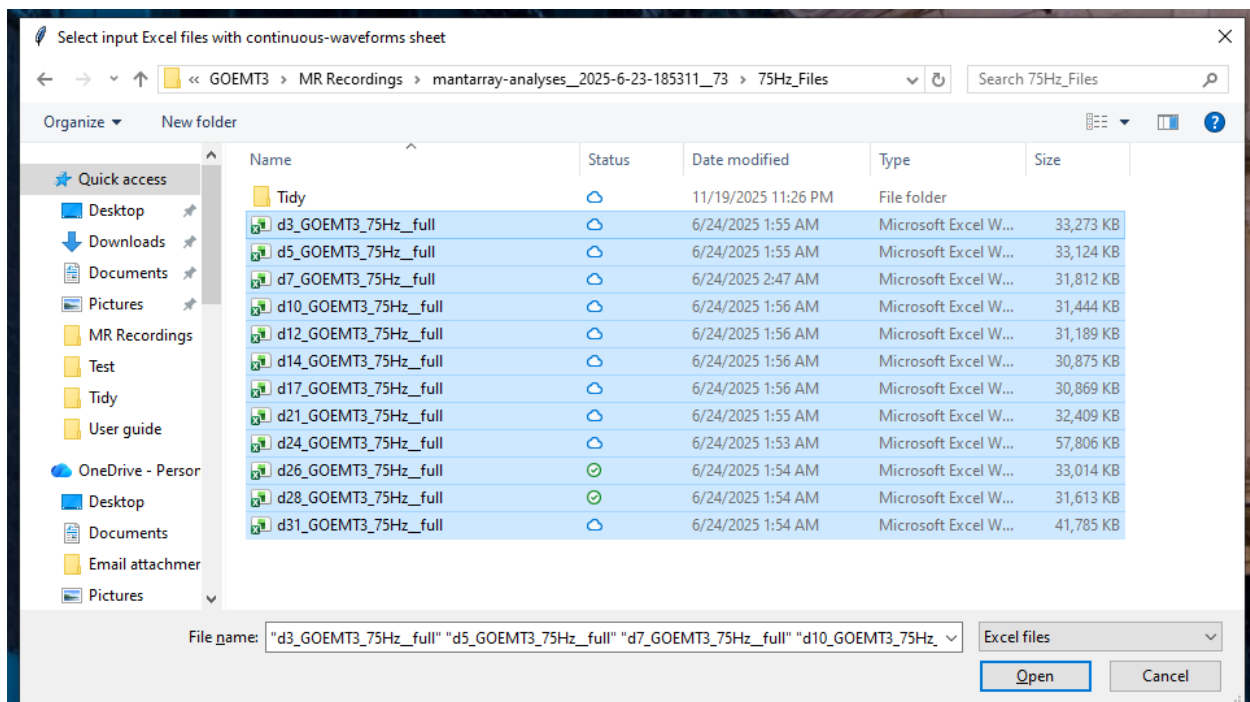 Select input Excel files with continuous-waveforms sheet
« GOEMT3 > MR Recordings > mantarray-analyses__2025-6-23-185311__73 > 75Hz_Files Search 75Hz_Files
Organize New folder
Name Status Date modified Type Size
Quick access
Desktop
Downloads
Documents
Pictures
MR Recordings
Test
Tidy
User guide
OneDrive - Person
Desktop
Documents
Email attachmer
Pictures
Tidy 11/19/2025 11:26 PM File folder
d3_GOEMT3_75Hz__full 6/24/2025 1:55 AM Microsoft Excel W... 33,273 KB
d5_GOEMT3_75Hz__full 6/24/2025 1:55 AM Microsoft Excel W... 33,124 KB
d7_GOEMT3_75Hz__full 6/24/2025 2:47 AM Microsoft Excel W... 31,812 KB
d10_GOEMT3_75Hz__full 6/24/2025 1:56 AM Microsoft Excel W... 31,444 KB
d12_GOEMT3_75Hz__full 6/24/2025 1:56 AM Microsoft Excel W... 31,189 KB
d14_GOEMT3_75Hz__full 6/24/2025 1:56 AM Microsoft Excel W... 30,875 KB
d17_GOEMT3_75Hz__full 6/24/2025 1:56 AM Microsoft Excel W... 30,869 KB
d21_GOEMT3_75Hz__full 6/24/2025 1:55 AM Microsoft Excel W... 32,409 KB
d24_GOEMT3_75Hz__full 6/24/2025 1:53 AM Microsoft Excel W... 57,806 KB
d26_GOEMT3_75Hz__full 6/24/2025 1:54 AM Microsoft Excel W... 33,014 KB
d28_GOEMT3_75Hz__full 6/24/2025 1:54 AM Microsoft Excel W... 31,613 KB
d31_GOEMT3_75Hz__full 6/24/2025 1:54 AM Microsoft Excel W... 41,785 KB
File name: "d3_GOEMT3_75Hz__full" "d5_GOEMT3_75Hz__full" "d7_GOEMT3_75Hz__full" "d10_GOEMT3_75Hz_ Excel files
Open Cancel